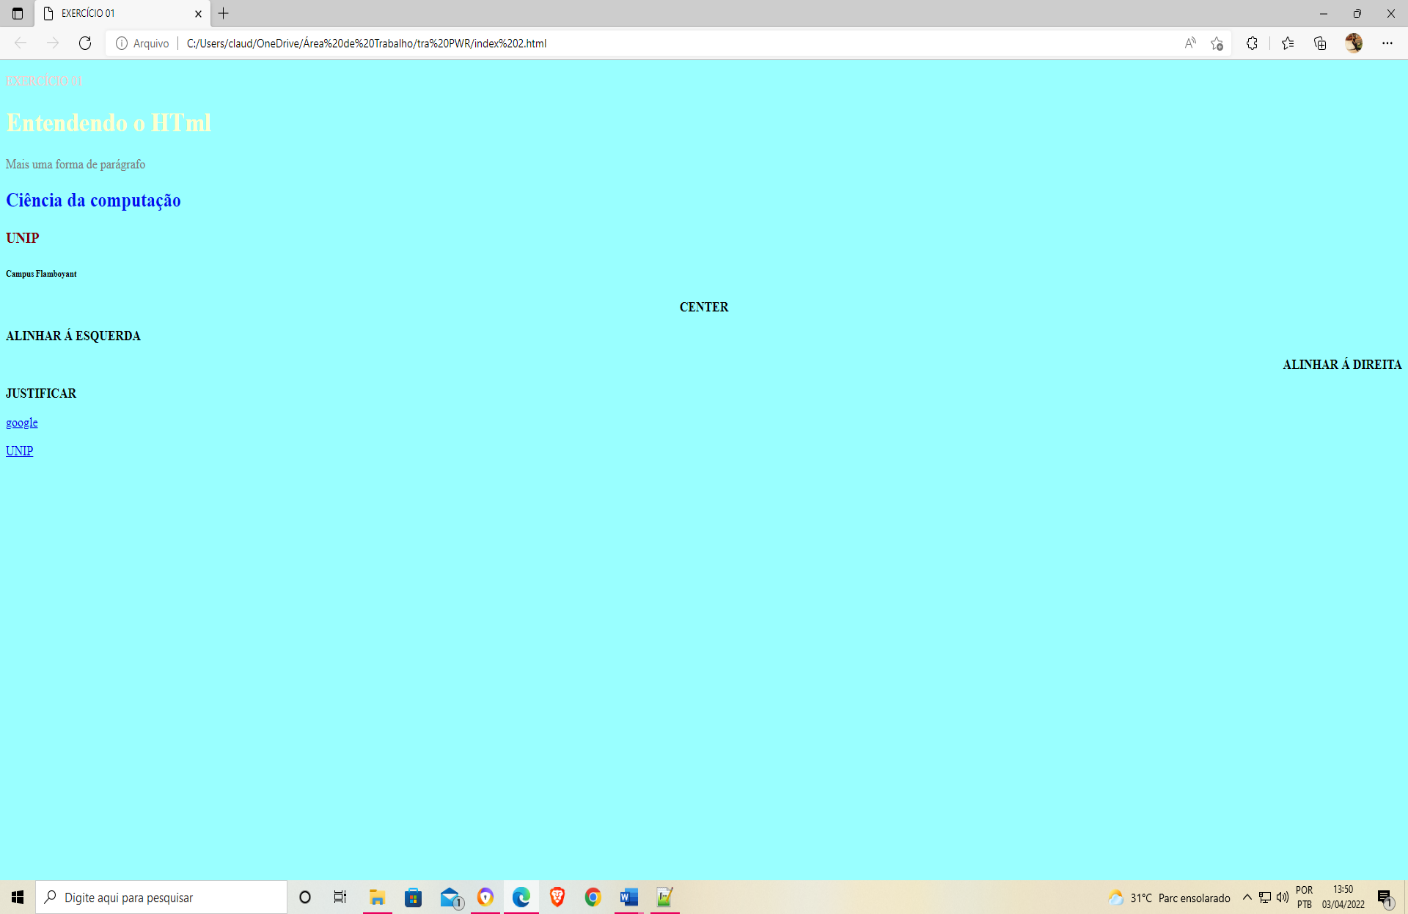 EXERCÍCIO 01
Arquivo
C:/Users/claud/OneDrive/Área%20de%20Trabalho/tra%20PWR/index%202.html
EXERCÍCIO 01
Entendendo o HTml
Mais uma forma de parágrafo
Ciência da computação
UNIP
Campus Flamboyant
CENTER
ALINHAR Á ESQUERDA
ALINHAR Á DIREITA
JUSTIFICAR
google
UNIP
Digite aqui para pesquisar
1
31°C Parc ensolarado
POR
PTB
13:50
03/04/2022
1